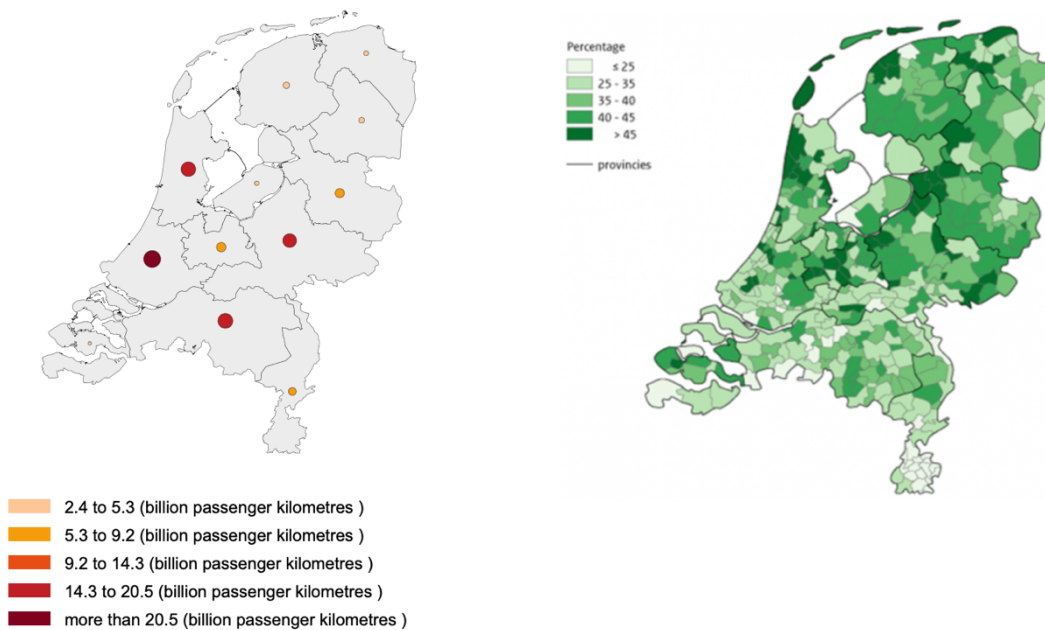 Percentage
≤ 25
25 - 35
35 - 40
40 - 45
> 45
provincies
2.4 to 5.3 (billion passenger kilometres )
5.3 to 9.2 (billion passenger kilometres )
9.2 to 14.3 (billion passenger kilometres )
14.3 to 20.5 (billion passenger kilometres )
more than 20.5 (billion passenger kilometres )